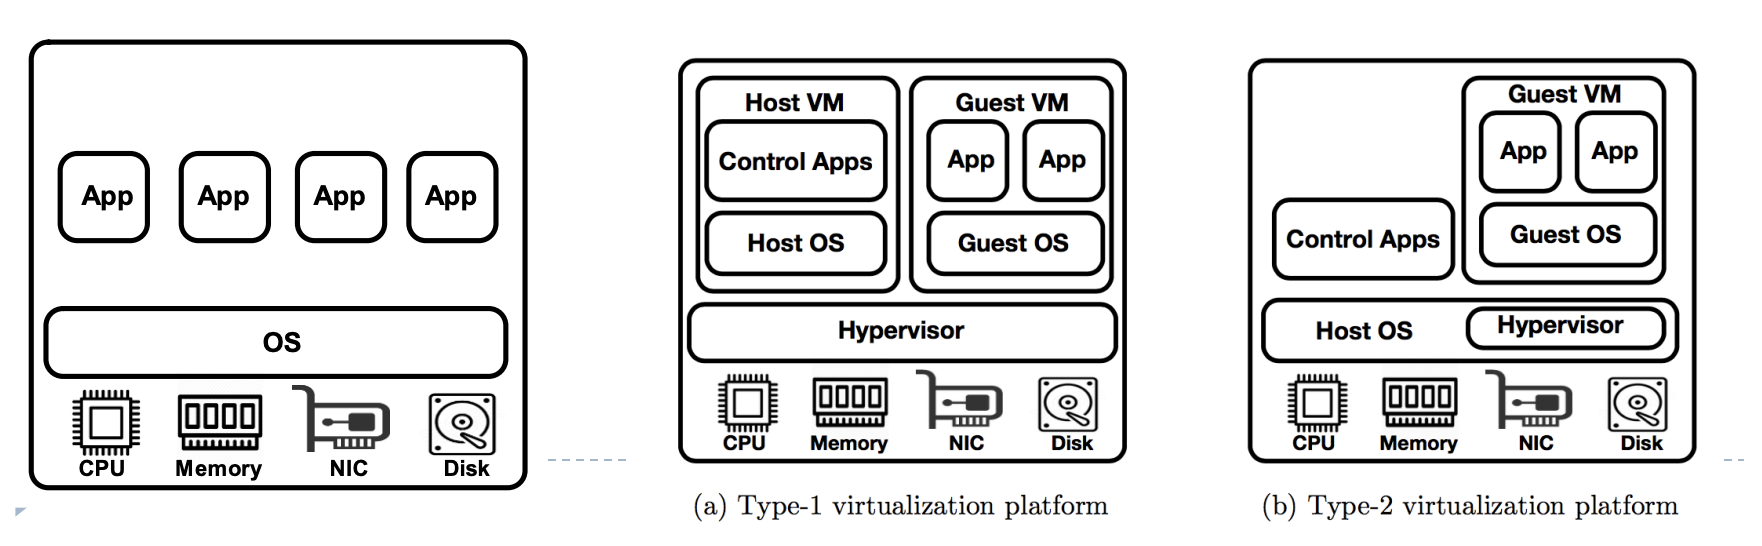 App App App App
OS
CPU Memory NIC Disk
Host VM
Control Apps
Host OS
Guest VM
App App
Guest OS
Hypervisor
CPU Memory NIC Disk
(a) Type-1 virtualization platform
Guest VM
App App
Guest OS
Control Apps
Host OS Hypervisor
CPU Memory NIC Disk
(b) Type-2 virtualization platform